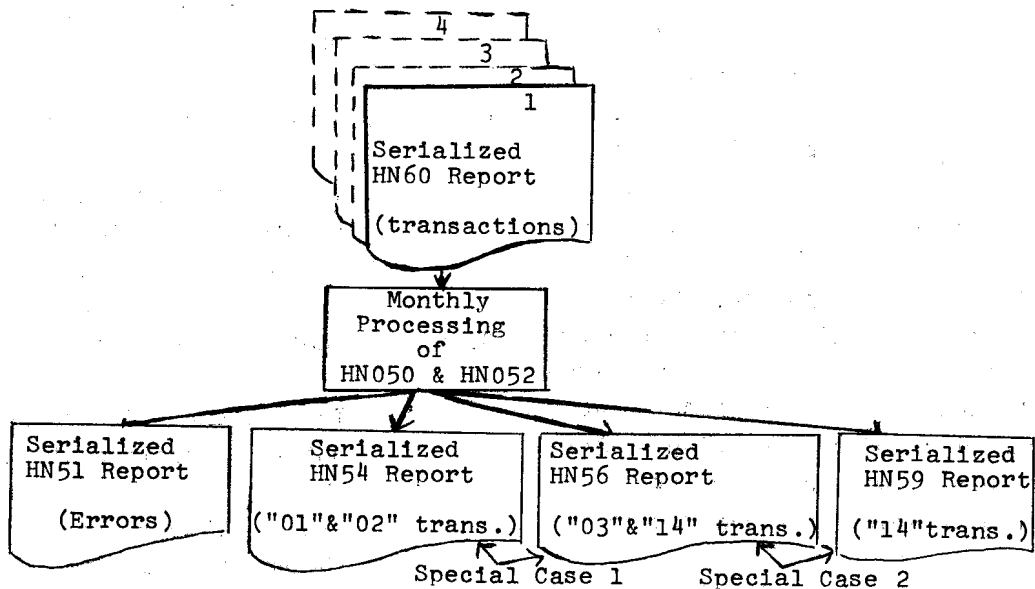 4
3
2
1
Serialized
HN60 Report
(transactions)
Monthly
Processing
of
HN050 & HN052
Serialized
HN51 Report
(Errors)
Serialized
HN54 Report
("01"&"02" trans.)
Serialized
HN56 Report
("03"&"14" trans.)
Serialized
HN59 Report
("14"trans.)
Special Case 1
Special Case 2